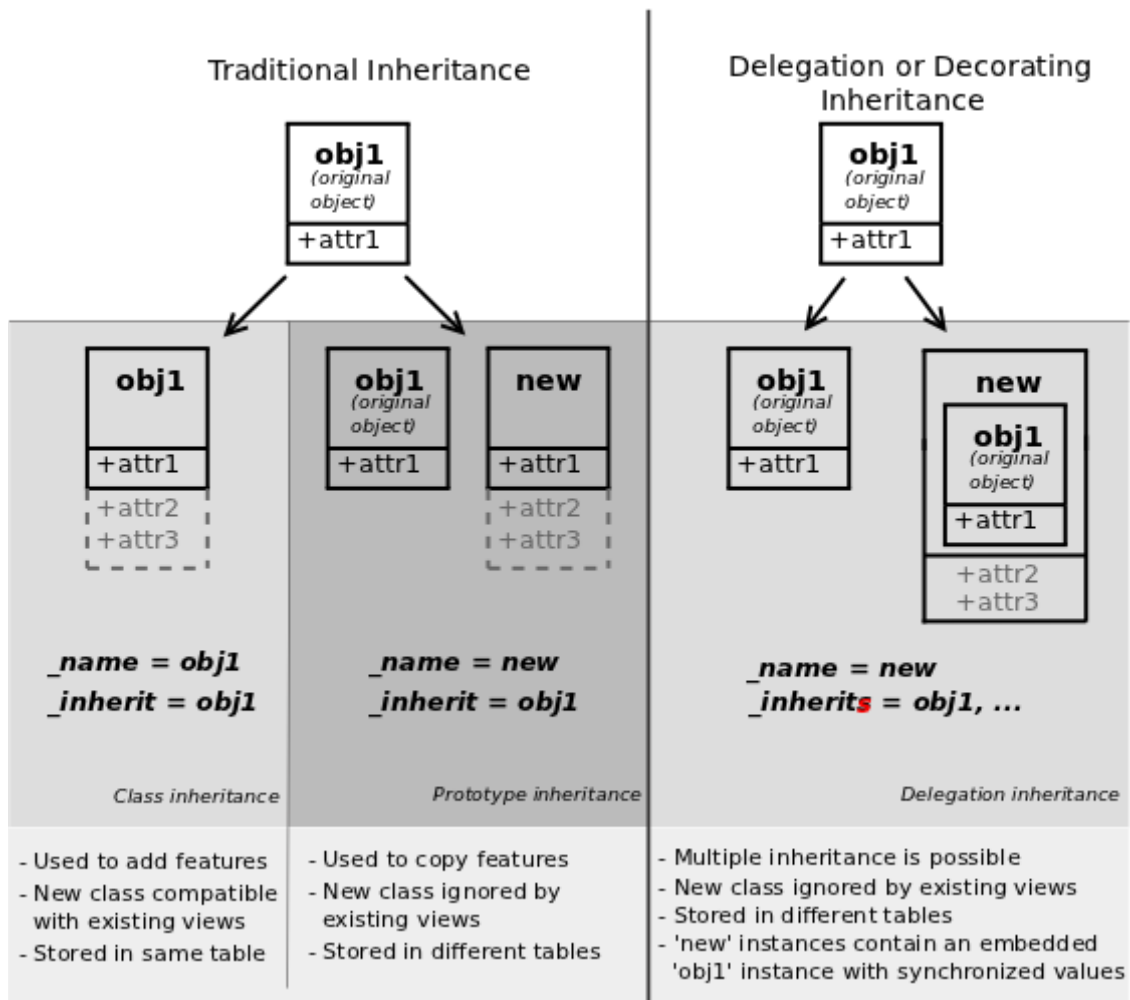 Traditional Inheritance
obj1
(original
object)
+attr1
obj1
+attr1
+attr2
+attr3
_name = obj1
_inherit = obj1
Class inheritance
- Used to add features
- New class compatible
with existing views
- Stored in same table
obj1
(original
object)
+attr1
new
+attr1
+attr2
+attr3
_name = new
_inherit = obj1
Prototype inheritance
- Used to copy features
- New class ignored by
existing views
- Stored in different tables
Delegation or Decorating
Inheritance
obj1
(original
object)
+attr1
obj1
(original
object)
+attr1
new
obj1
(original
object)
+attr1
+attr2
+attr3
_name = new
_inherits = obj1, ...
Delegation inheritance
- Multiple inheritance is possible
- New class ignored by existing views
- Stored in different tables
- 'new' instances contain an embedded
'obj1' instance with synchronized values